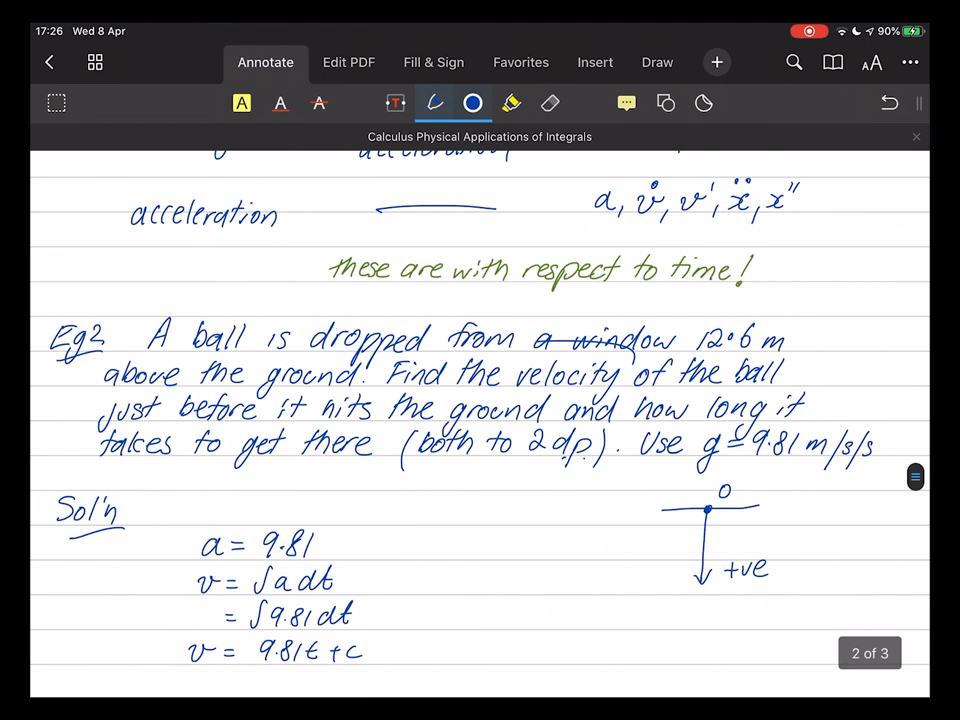 17:26 Wed 8 Apr
90%
Annotate Edit PDF Fill & Sign Favorites Insert Draw
Calculus Physical Applications of Integrals
acceleration a, v̇, v', ẍ, x''
these are with respect to time!
Eg2 A ball is dropped from a window 12.6 m
above the ground. Find the velocity of the ball
just before it hits the ground and how long it
takes to get there (both to 2 d.p.). Use g = 9.81 m/s/s
Sol'n
O
+ve
a = 9.81
v = ∫a dt
= ∫9.81 dt
v = 9.81t + c
2 of 3